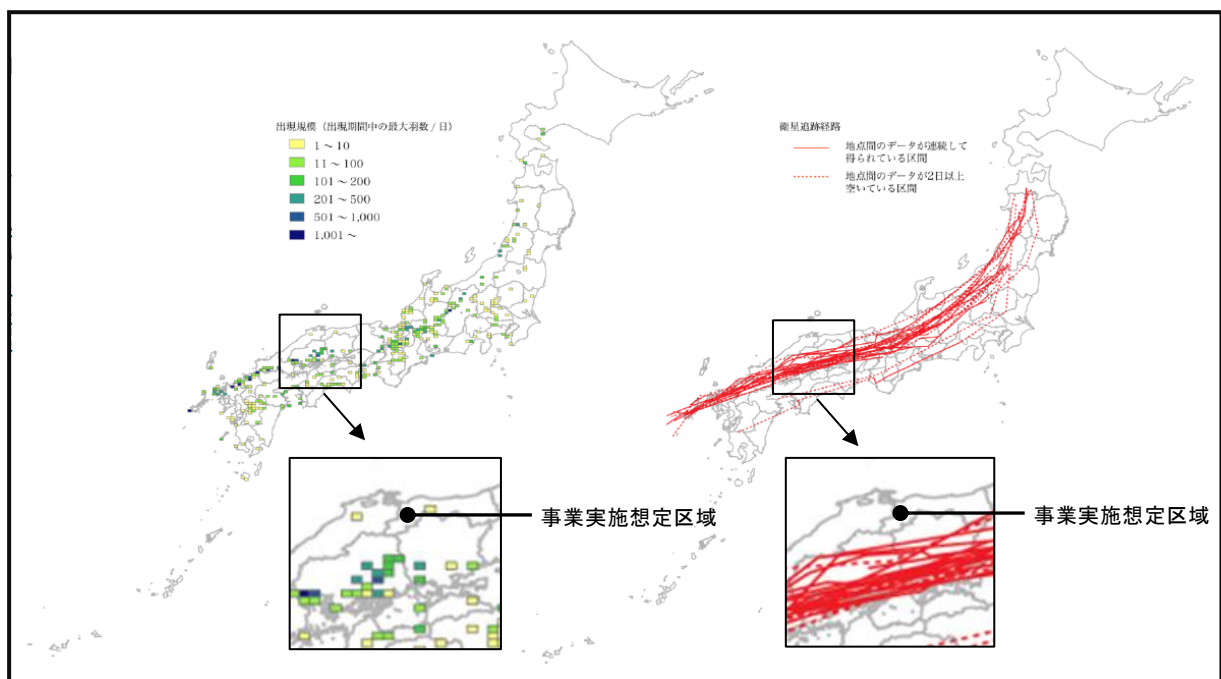 出現規模（出現期間中の最大羽数 / 日）
1 ～ 10
11 ～ 100
101 ～ 200
201 ～ 500
501 ～ 1,000
1,001 ～
事業実施想定区域
衛星追跡経路
地点間のデータが連続して
得られている区間
地点間のデータが2日以上
空いている区間
事業実施想定区域